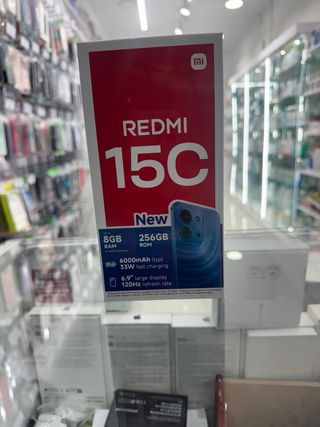 mi
REDMI
15C
New
8GB
RAM
256GB
ROM
6000mAh (typ)
33W fast charging
6.9" large display
120Hz refresh rate